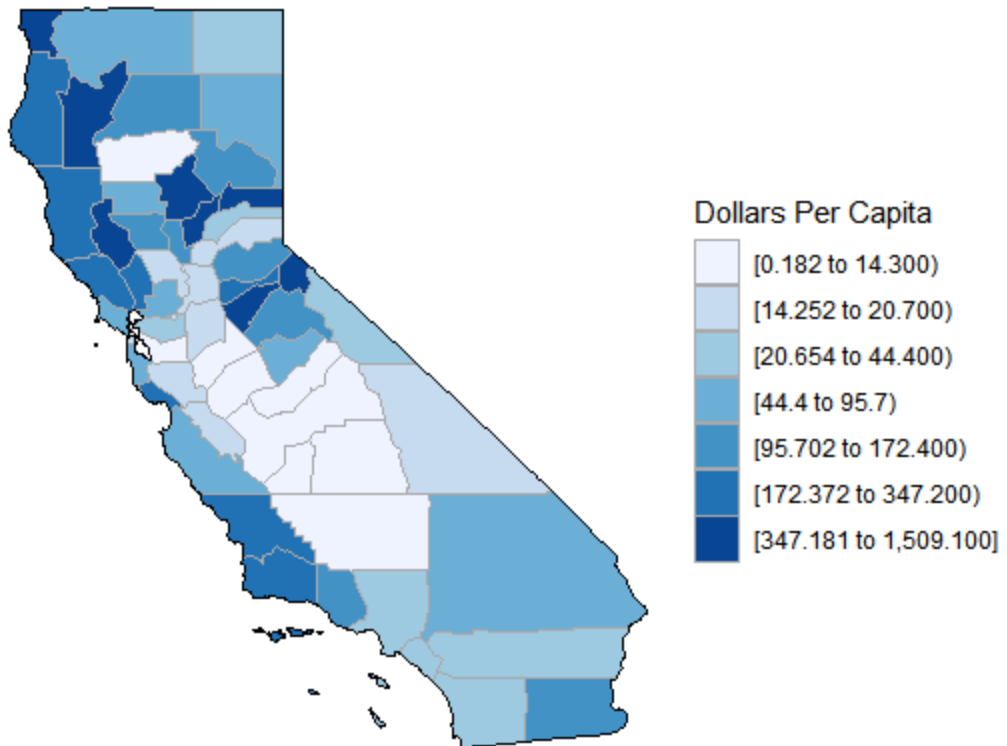 Dollars Per Capita
[0.182 to 14.300)
[14.252 to 20.700)
[20.654 to 44.400)
[44.4 to 95.7)
[95.702 to 172.400)
[172.372 to 347.200)
[347.181 to 1,509.100]